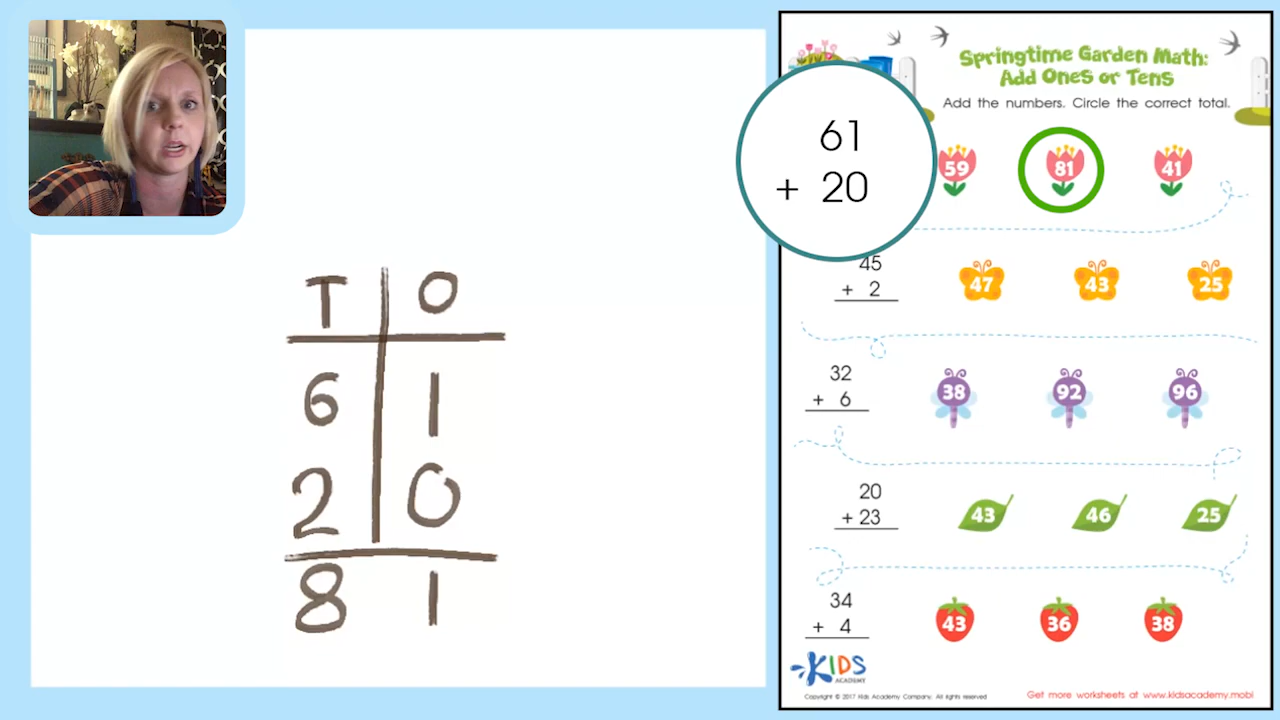 T O
6 1
2 0
8 1
61
+ 20
Springtime Garden Math:
Add Ones or Tens
Add the numbers. Circle the correct total.
59 81 41
45
+ 2
47 43 25
32
+ 6
38 92 96
20
+ 23
43 46 25
34
+ 4
43 36 38
KIDS
ACADEMY
Copyright © 2017 Kids Academy Company. All rights reserved
Get more worksheets at www.kidsacademy.mobi